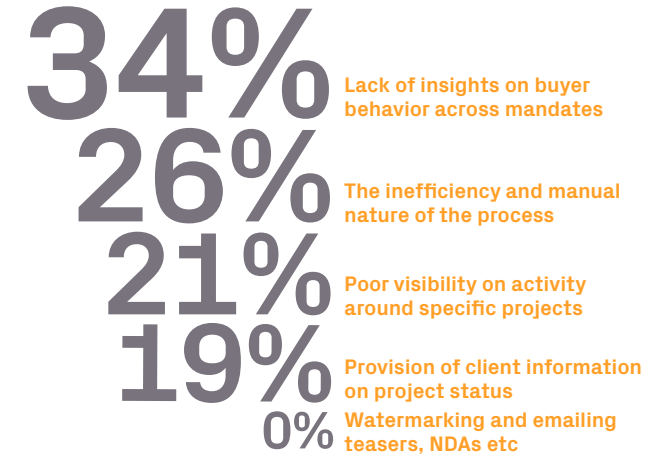 34%
Lack of insights on buyer
behavior across mandates
26%
The inefficiency and manual
nature of the process
21%
Poor visibility on activity
around specific projects
19%
Provision of client information
on project status
0%
Watermarking and emailing
teasers, NDAs etc